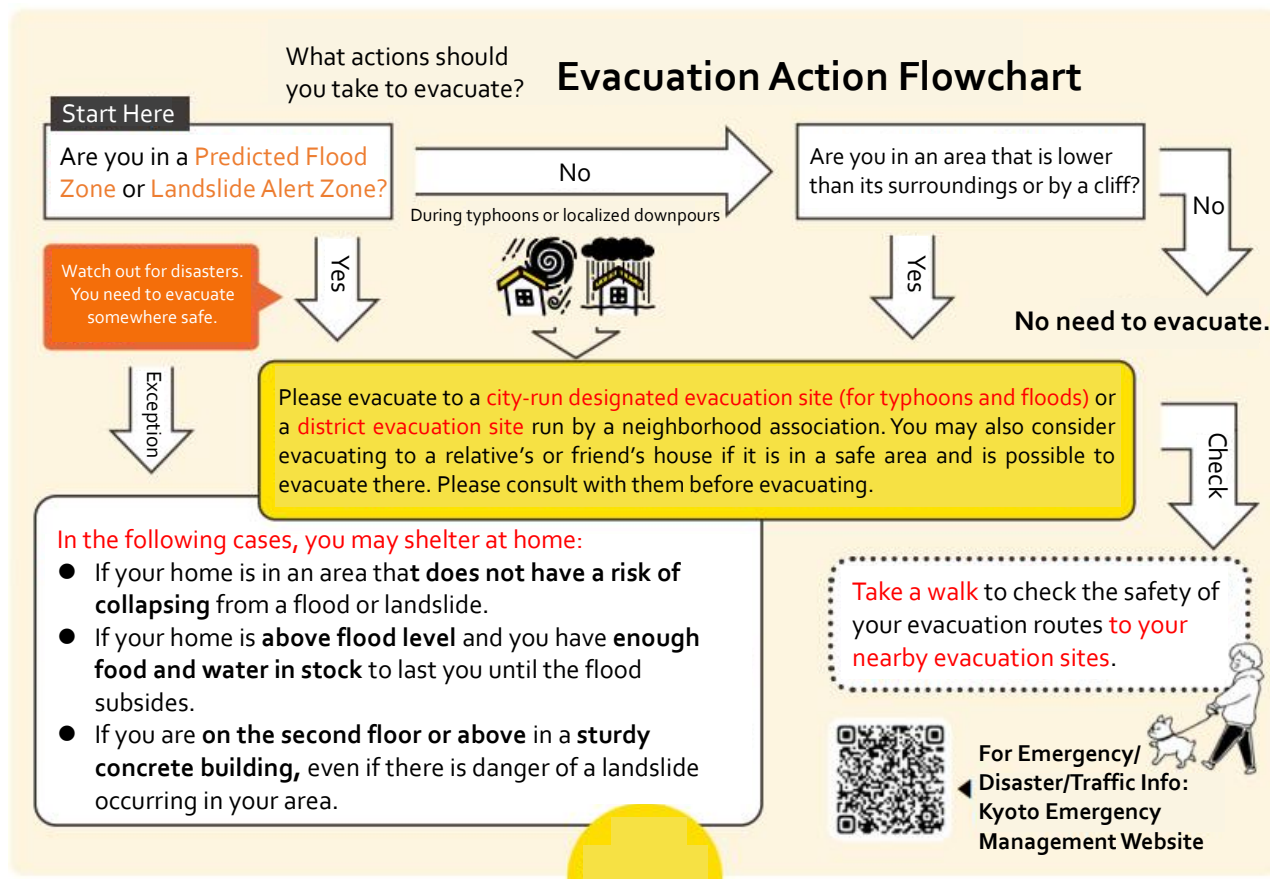 What actions should
you take to evacuate?
Evacuation Action Flowchart
Start Here
Are you in a Predicted Flood
Zone or Landslide Alert Zone?
No
During typhoons or localized downpours
Are you in an area that is lower
than its surroundings or by a cliff?
No
Watch out for disasters.
You need to evacuate
somewhere safe.
Yes
Yes
No need to evacuate.
Exception
Please evacuate to a city-run designated evacuation site (for typhoons and floods) or
a district evacuation site run by a neighborhood association. You may also consider
evacuating to a relative's or friend's house if it is in a safe area and is possible to
evacuate there. Please consult with them before evacuating.
Check
In the following cases, you may shelter at home:
● If your home is in an area that does not have a risk of
collapsing from a flood or landslide.
● If your home is above flood level and you have enough
food and water in stock to last you until the flood
subsides.
● If you are on the second floor or above in a sturdy
concrete building, even if there is danger of a landslide
occurring in your area.
Take a walk to check the safety of
your evacuation routes to your
nearby evacuation sites.
For Emergency/
Disaster/Traffic Info:
Kyoto Emergency
Management Website